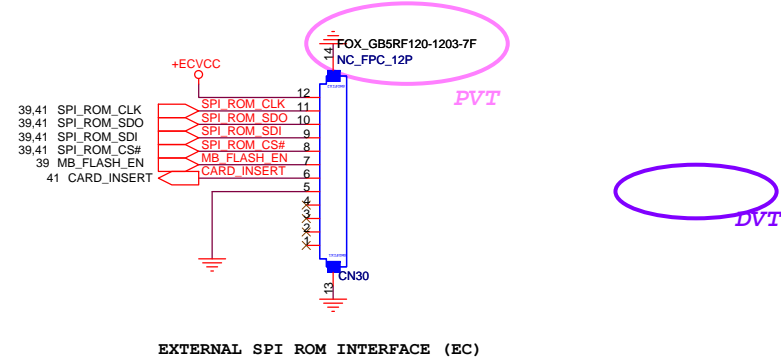 FOX_GB5RF120-1203-7F
14
NC_FPC_12P
+ECVCC
PVT
12
39,41 SPI_ROM_CLK SPI_ROM_CLK 11
39,41 SPI_ROM_SDO SPI_ROM_SDO 10
39,41 SPI_ROM_SDI SPI_ROM_SDI 9
39,41 SPI_ROM_CS# SPI_ROM_CS# 8
39 MB_FLASH_EN MB_FLASH_EN 7
41 CARD_INSERT CARD_INSERT 6
5
4
3
2
1
DVT
CN30
13
EXTERNAL SPI ROM INTERFACE (EC)